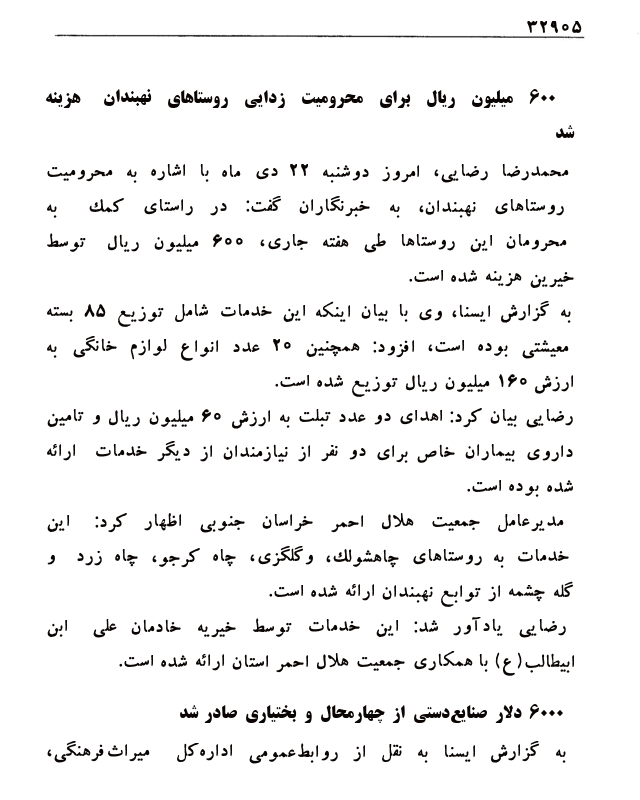 ۳۲۹۰۵
۶۰۰ میلیون ریال برای محرومیت زدایی روستاهای نهبندان هزینه
شد
محمدرضا رضایی، امروز دوشنبه ۲۲ دی ماه با اشاره به محرومیت
روستاهای نهبندان، به خبرنگاران گفت: در راستای کمک به
محرومان این روستاها طی هفته جاری، ۶۰۰ میلیون ریال توسط
خیرین هزینه شده است.
به گزارش ایسنا، وی با بیان اینکه این خدمات شامل توزیع ۸۵ بسته
معیشتی بوده است، افزود: همچنین ۲۰ عدد انواع لوازم خانگی به
ارزش ۱۶۰ میلیون ریال توزیع شده است.
رضایی بیان کرد: اهدای دو عدد تبلت به ارزش ۶۰ میلیون ریال و تامین
داروی بیماران خاص برای دو نفر از نیازمندان از دیگر خدمات ارائه
شده بوده است.
مدیرعامل جمعیت هلال احمر خراسان جنوبی اظهار کرد: این
خدمات به روستاهای چاهشولك، وگلگزی، چاه کرجو، چاه زرد و
گله چشمه از توابع نهبندان ارائه شده است.
رضایی یادآور شد: این خدمات توسط خیریه خادمان علی ابن
ابیطالب(ع) با همکاری جمعیت هلال احمر استان ارائه شده است.
۶۰۰۰ دلار صنایع‌دستی از چهارمحال و بختیاری صادر شد
به گزارش ایسنا به نقل از روابط‌عمومی اداره‌کل میراث‌فرهنگی،